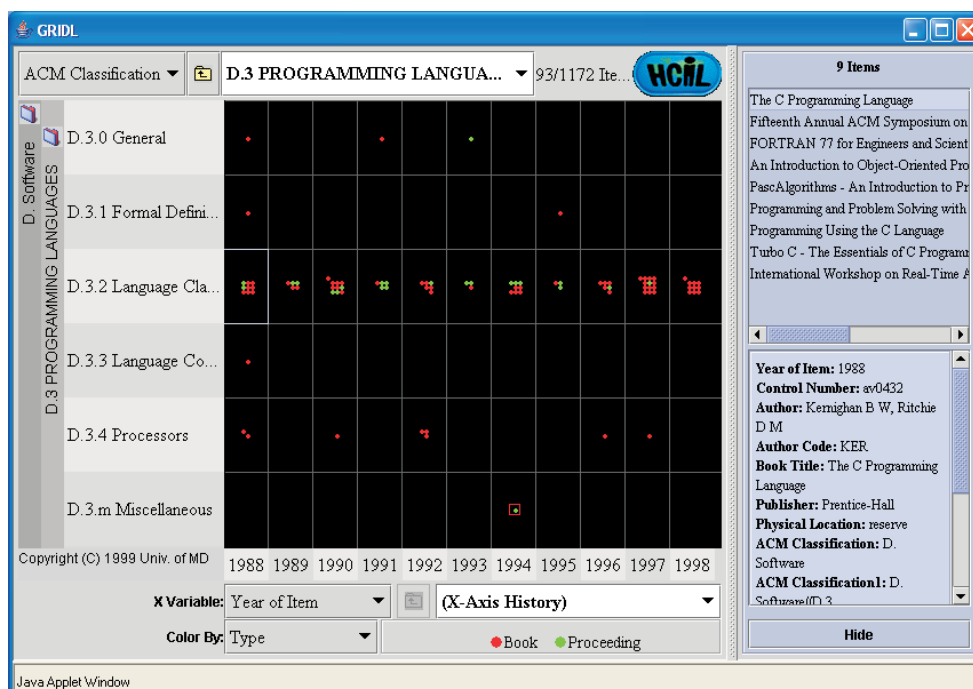 GRIDL
ACM Classification
D.3 PROGRAMMING LANGUA...
93/1172 Ite...
HCIL
D. Software
D.3 PROGRAMMING LANGUAGES
D.3.0 General
D.3.1 Formal Defini...
D.3.2 Language Cla...
D.3.3 Language Co...
D.3.4 Processors
D.3.m Miscellaneous
Copyright (C) 1999 Univ. of MD
1988 1989 1990 1991 1992 1993 1994 1995 1996 1997 1998
X Variable: Year of Item (X-Axis History)
Color By: Type Book Proceeding
9 Items
The C Programming Language
Fifteenth Annual ACM Symposium on
FORTRAN 77 for Engineers and Scient
An Introduction to Object-Oriented Pro
PascAlgorithms - An Introduction to Pr
Programming and Problem Solving with
Programming Using the C Language
Turbo C - The Essentials of C Program
International Workshop on Real-Time A
Year of Item: 1988
Control Number: av0432
Author: Kernighan B W, Ritchie
D M
Author Code: KER
Book Title: The C Programming
Language
Publisher: Prentice-Hall
Physical Location: reserve
ACM Classification: D.
Software
ACM Classification1: D.
Software((D.3
Hide
Java Applet Window